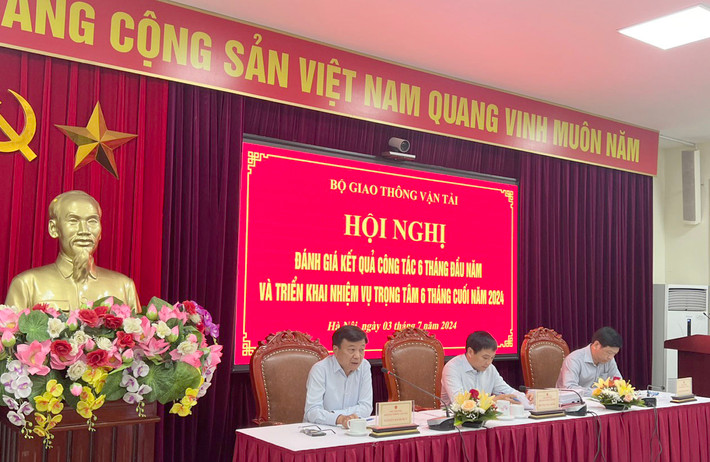 ĐẢNG CỘNG SẢN VIỆT NAM QUANG VINH MUÔN NĂM
BỘ GIAO THÔNG VẬN TẢI
HỘI NGHỊ
ĐÁNH GIÁ KẾT QUẢ CÔNG TÁC 6 THÁNG ĐẦU NĂM
VÀ TRIỂN KHAI NHIỆM VỤ TRỌNG TÂM 6 THÁNG CUỐI NĂM 2024
Hà Nội, ngày 03 tháng 7 năm 2024